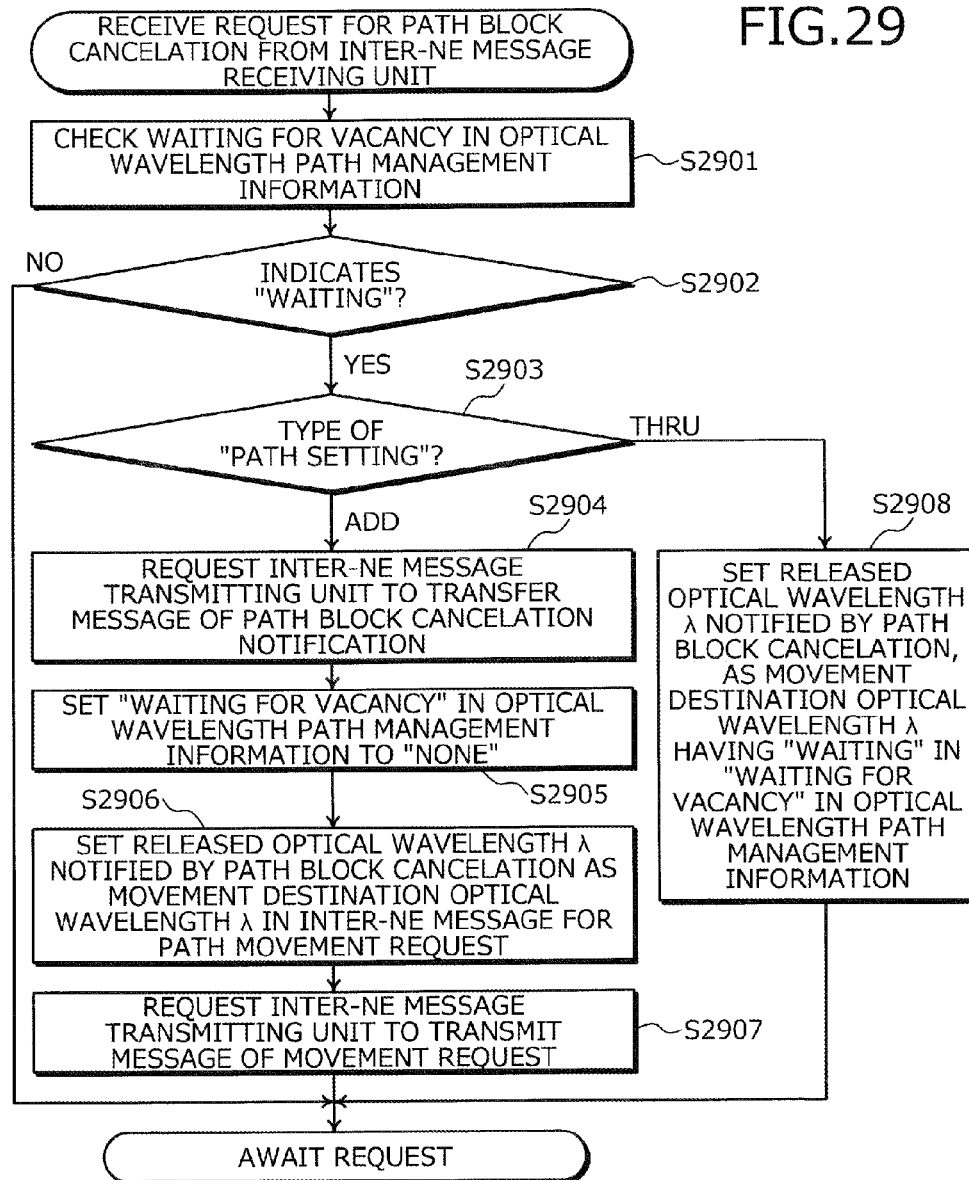 FIG.29
RECEIVE REQUEST FOR PATH BLOCK
CANCELATION FROM INTER-NE MESSAGE
RECEIVING UNIT
CHECK WAITING FOR VACANCY IN OPTICAL
WAVELENGTH PATH MANAGEMENT
INFORMATION
S2901
NO
INDICATES
"WAITING"?
S2902
YES
S2903
TYPE OF
"PATH SETTING"?
THRU
ADD
S2904
REQUEST INTER-NE MESSAGE
TRANSMITTING UNIT TO TRANSFER
MESSAGE OF PATH BLOCK CANCELATION
NOTIFICATION
SET "WAITING FOR VACANCY" IN OPTICAL
WAVELENGTH PATH MANAGEMENT
INFORMATION TO "NONE"
S2905
S2906
SET RELEASED OPTICAL WAVELENGTH λ
NOTIFIED BY PATH BLOCK CANCELATION AS
MOVEMENT DESTINATION OPTICAL
WAVELENGTH λ IN INTER-NE MESSAGE FOR
PATH MOVEMENT REQUEST
REQUEST INTER-NE MESSAGE
TRANSMITTING UNIT TO TRANSMIT
MESSAGE OF MOVEMENT REQUEST
S2907
S2908
SET RELEASED
OPTICAL WAVELENGTH
λ NOTIFIED BY PATH
BLOCK CANCELATION,
AS MOVEMENT
DESTINATION OPTICAL
WAVELENGTH λ
HAVING "WAITING" IN
"WAITING FOR
VACANCY" IN OPTICAL
WAVELENGTH PATH
MANAGEMENT
INFORMATION
AWAIT REQUEST